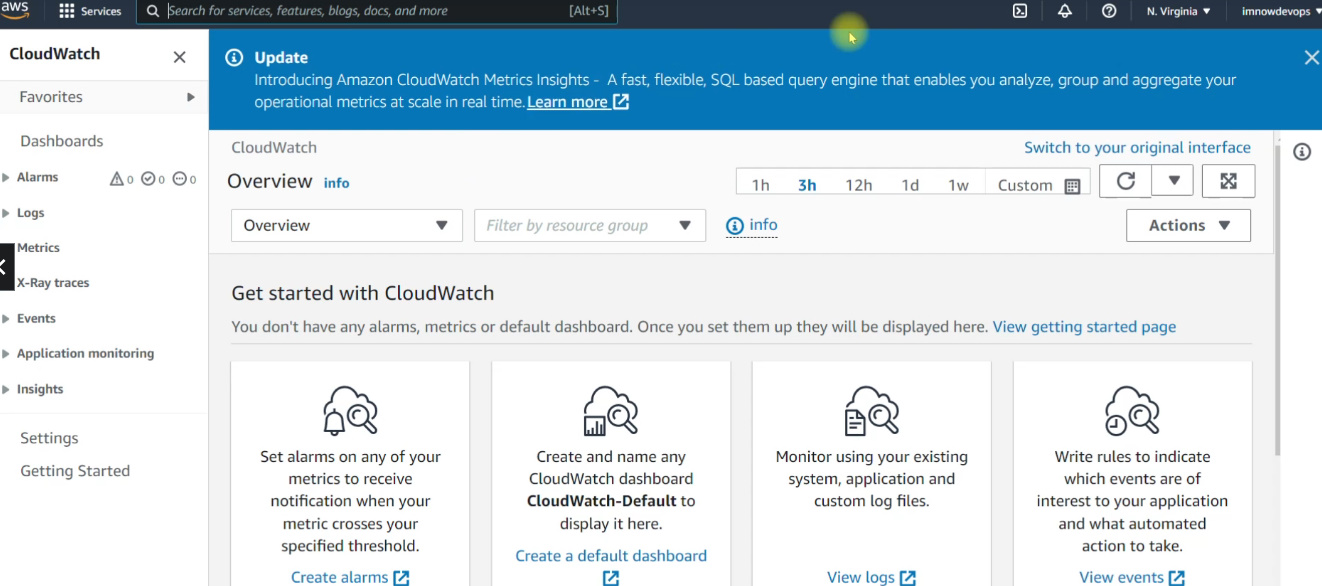 aws
Services
Search for services, features, blogs, docs, and more
[Alt+S]
N. Virginia
imnowdevops
CloudWatch
Favorites
Dashboards
Alarms
0
0
0
Logs
Metrics
X-Ray traces
Events
Application monitoring
Insights
Settings
Getting Started
Update
Introducing Amazon CloudWatch Metrics Insights - A fast, flexible, SQL based query engine that enables you analyze, group and aggregate your
operational metrics at scale in real time. Learn more
CloudWatch
Switch to your original interface
Overview info
1h
3h
12h
1d
1w
Custom
Overview
Filter by resource group
info
Actions
Get started with CloudWatch
You don't have any alarms, metrics or default dashboard. Once you set them up they will be displayed here. View getting started page
Set alarms on any of your
metrics to receive
notification when your
metric crosses your
specified threshold.
Create alarms
Create and name any
CloudWatch dashboard
CloudWatch-Default to
display it here.
Create a default dashboard
Monitor using your existing
system, application and
custom log files.
View logs
Write rules to indicate
which events are of
interest to your application
and what automated
action to take.
View events